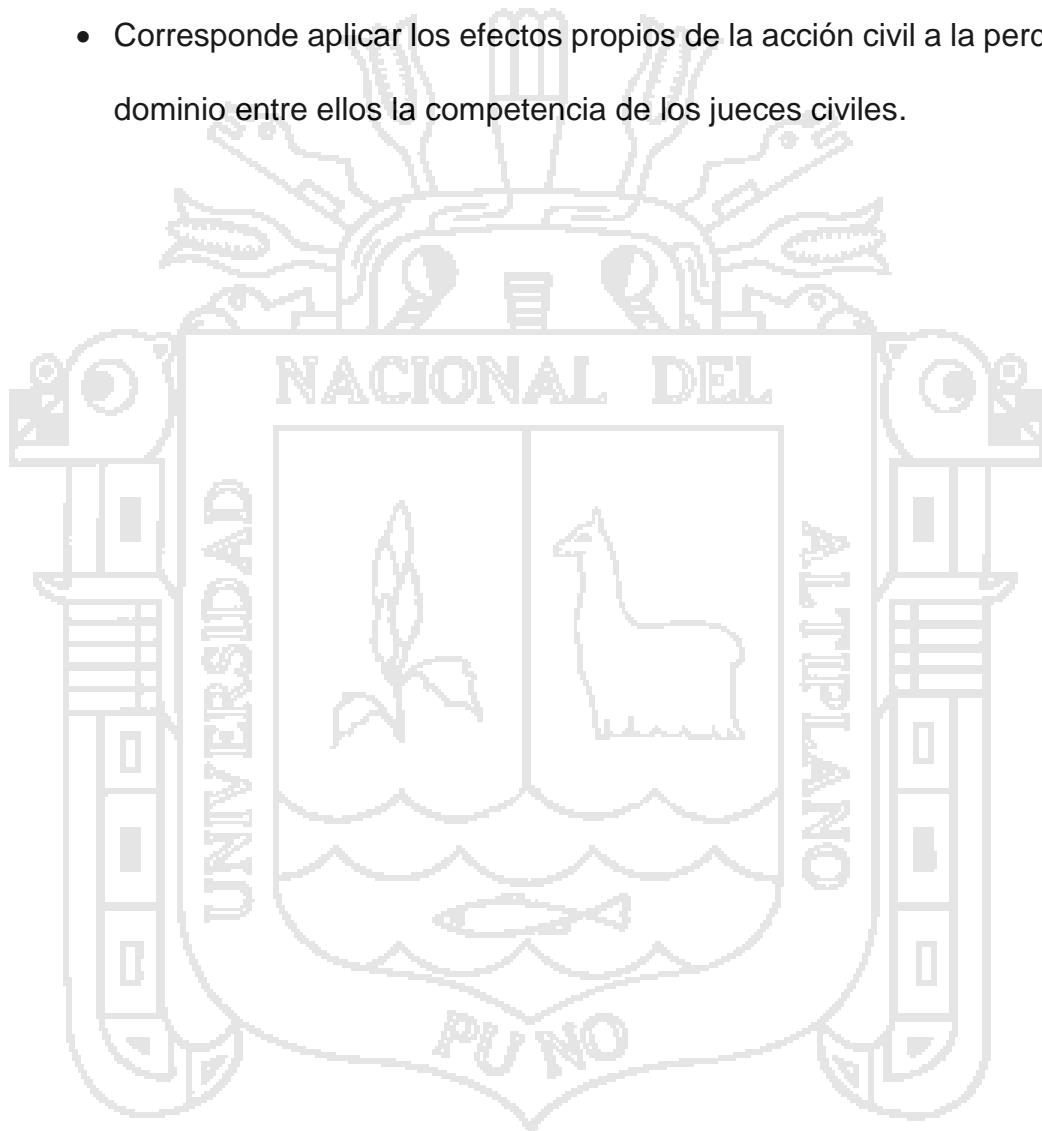 • Corresponde aplicar los efectos propios de la acción civil a la
dominio entre ellos la competencia de los jueces civiles.
NACIONAL DEL
UNIVERSIDAD
ALTIPLANO
PUNO